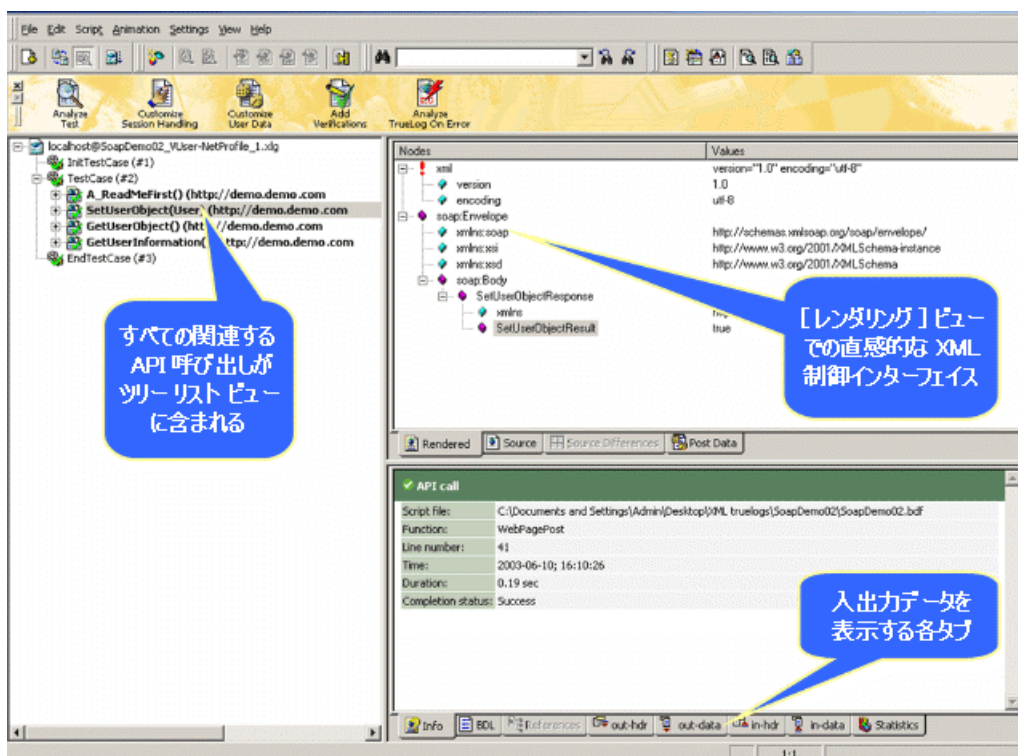 File Edit Script Animation Settings View Help
Analyze Test
Customize Session Handling
Customize User Data
Add Verifications
Analyze TrueLog On Error
localhost@SoapDemo02_VUser-NetProfile_1.xlg
InitTestCase (#1)
TestCase (#2)
A_ReadMeFirst() (http://demo.demo.com
SetUserObject(User) (http://demo.demo.com
GetUserObject() (http://demo.demo.com
GetUserInformation( http://demo.demo.com
EndTestCase (#3)
すべての関連する
API 呼び出しが
ツリー リスト ビュー
に含まれる
Nodes Values
xml version="1.0" encoding="utf-8"
version 1.0
encoding utf-8
soap:Envelope
xmlns:soap http://schemas.xmlsoap.org/soap/envelope/
xmlns:xsi http://www.w3.org/2001/XMLSchema-instance
xmlns:xsd http://www.w3.org/2001/XMLSchema
soap:Body
SetUserObjectResponse
xmlns
SetUserObjectResult true
[レンダリング] ビュー
での直感的な XML
制御インターフェイス
Rendered Source Source Differences Post Data
API call
Script file: C:\Documents and Settings\Admin\Desktop\XML truelogs\SoapDemo02\SoapDemo02.bdf
Function: WebPagePost
Line number: 41
Time: 2003-06-10; 16:10:26
Duration: 0.19 sec
Completion status: Success
入出力データを
表示する各タブ
Info BDL References out-hdr out-data in-hdr in-data Statistics
1:1